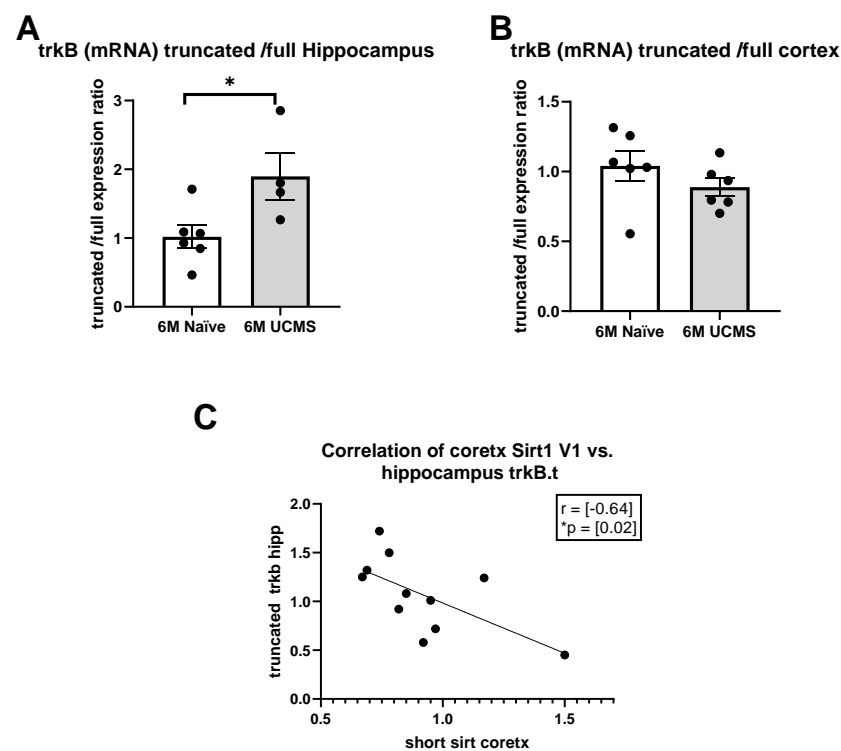 A
trkB (mRNA) truncated /full Hippocampus
truncated /full expression ratio
3
2
1
0
*
6M Naïve
6M UCMS
B
trkB (mRNA) truncated /full cortex
truncated /full expression ratio
1.5
1.0
0.5
0.0
6M Naïve
6M UCMS
C
Correlation of coretx Sirt1 V1 vs.
hippocampus trkB.t
r = [-0.64]
*p = [0.02]
truncated trkb hipp
2.0
1.5
1.0
0.5
0.0
0.5
1.0
1.5
short sirt coretx